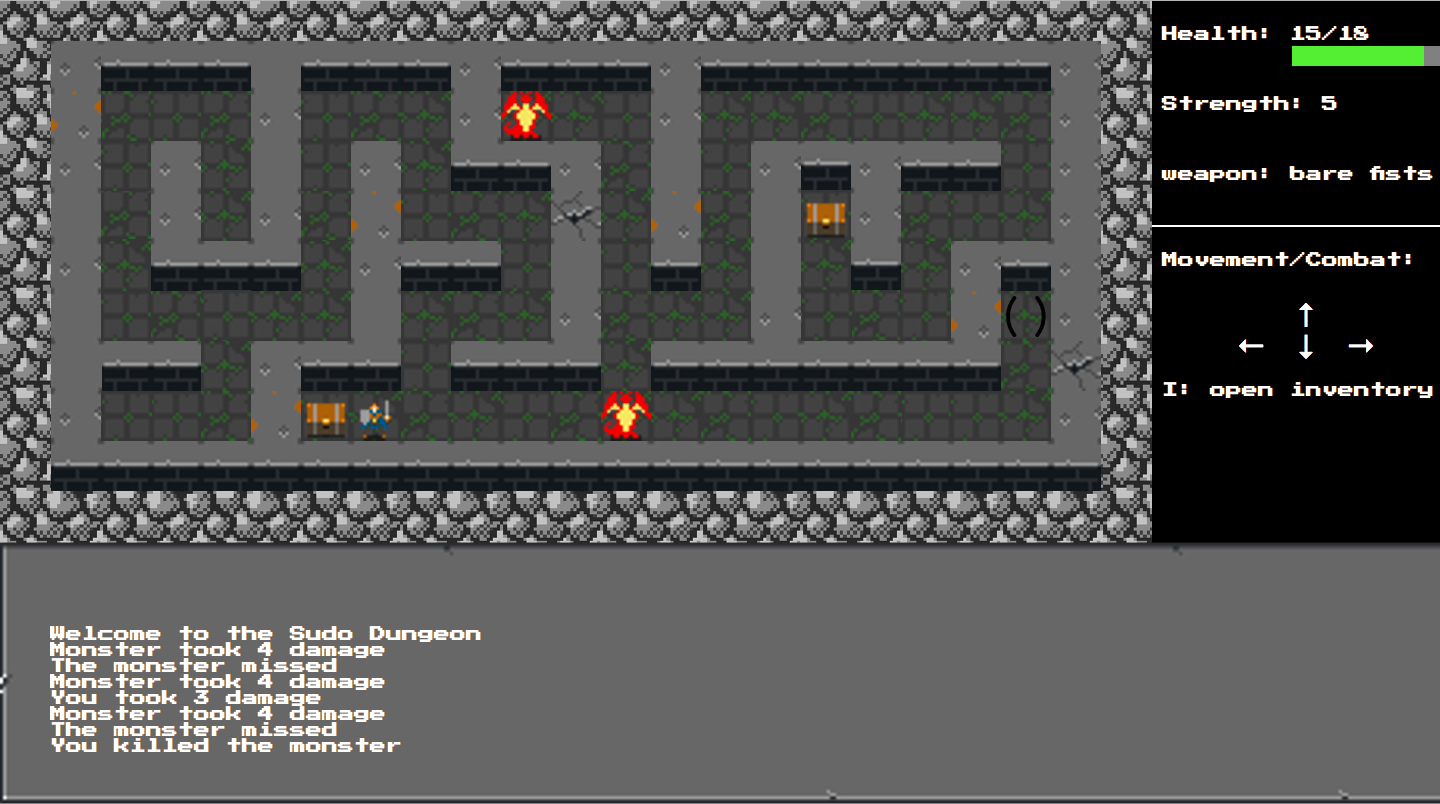 Health: 15/18
Strength: 5
weapon: bare fists
Movement/Combat:
↑
← ↓ →
I: open inventory
()
Welcome to the Sudo Dungeon
Monster took 4 damage
The monster missed
Monster took 4 damage
You took 3 damage
Monster took 4 damage
The monster missed
You killed the monster